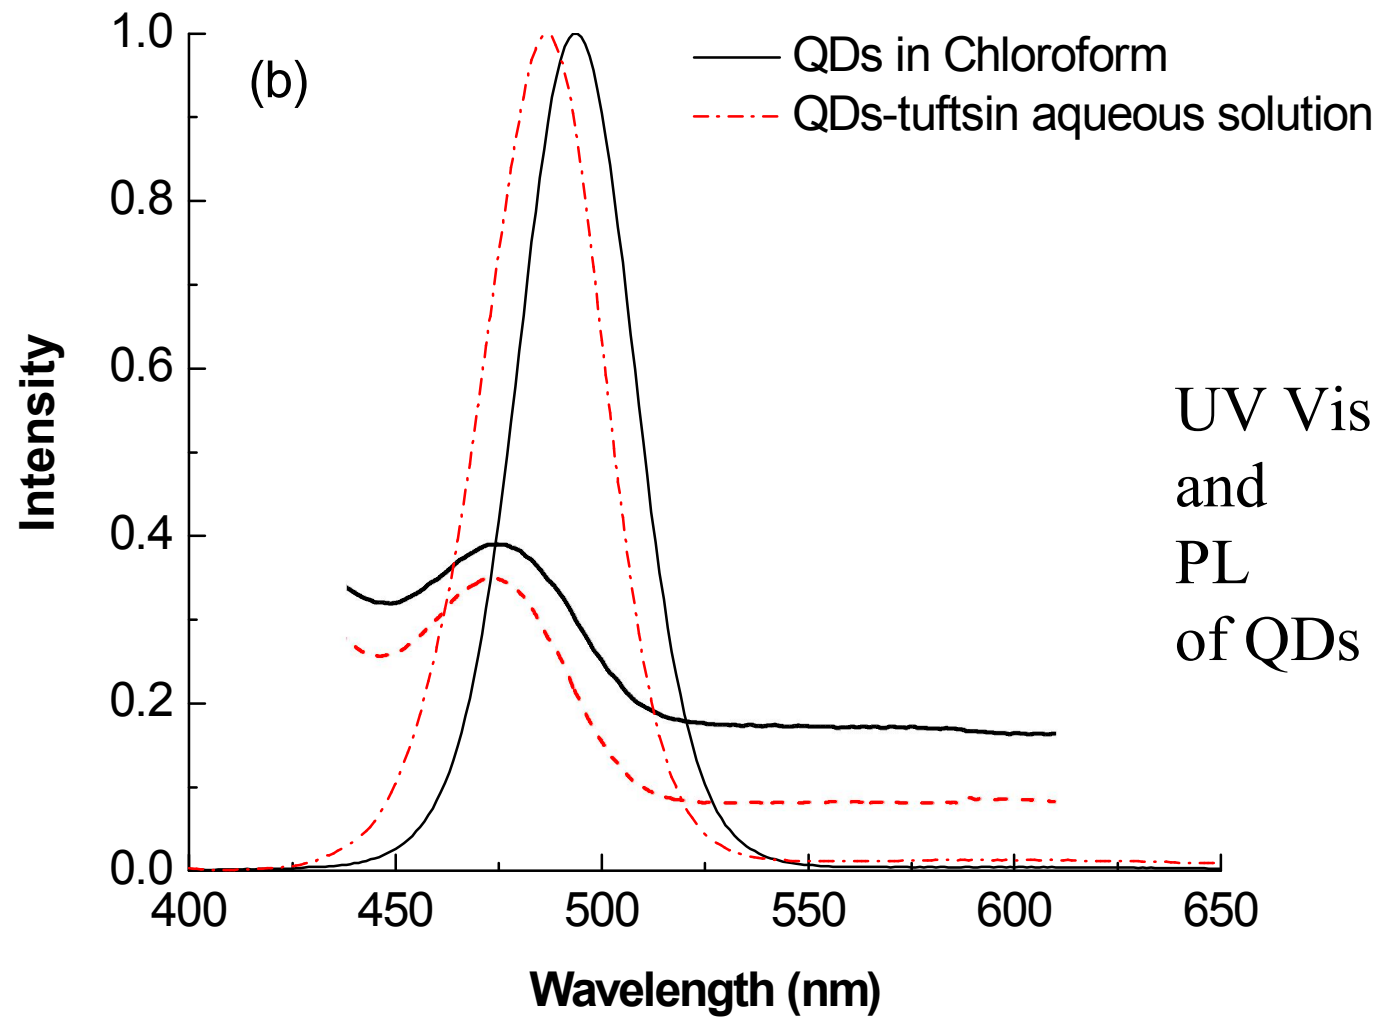 (b)
QDs in Chloroform
QDs-tuftsin aqueous solution
1.0
0.8
0.6
0.4
0.2
0.0
Intensity
400 450 500 550 600 650
Wavelength (nm)
UV Vis
and
PL
of QDs